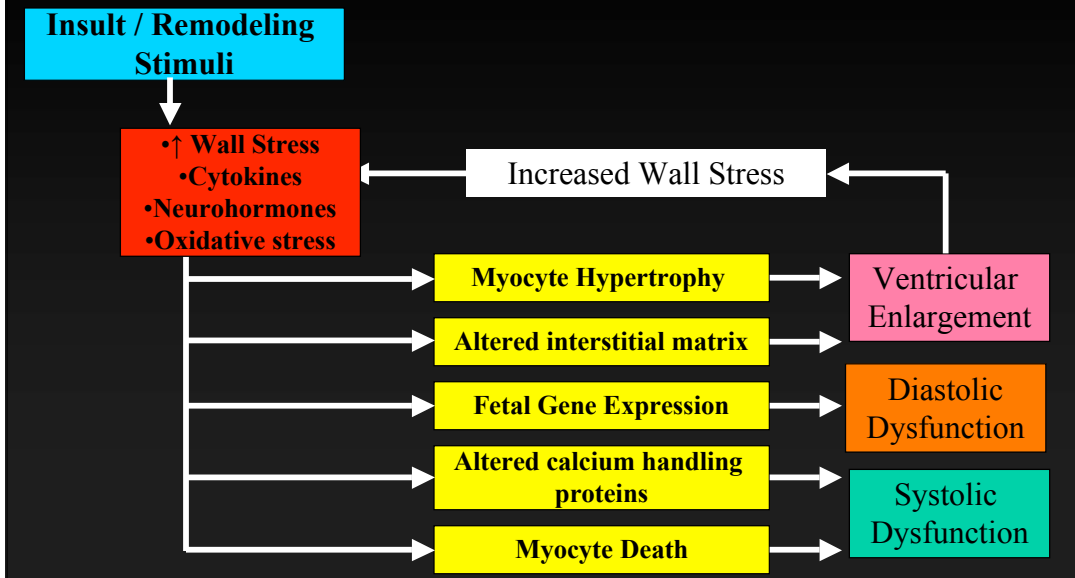 Insult / Remodeling
Stimuli
•↑ Wall Stress
•Cytokines
•Neurohormones
•Oxidative stress
Increased Wall Stress
Myocyte Hypertrophy
Ventricular
Enlargement
Altered interstitial matrix
Fetal Gene Expression
Diastolic
Dysfunction
Altered calcium handling
proteins
Systolic
Dysfunction
Myocyte Death